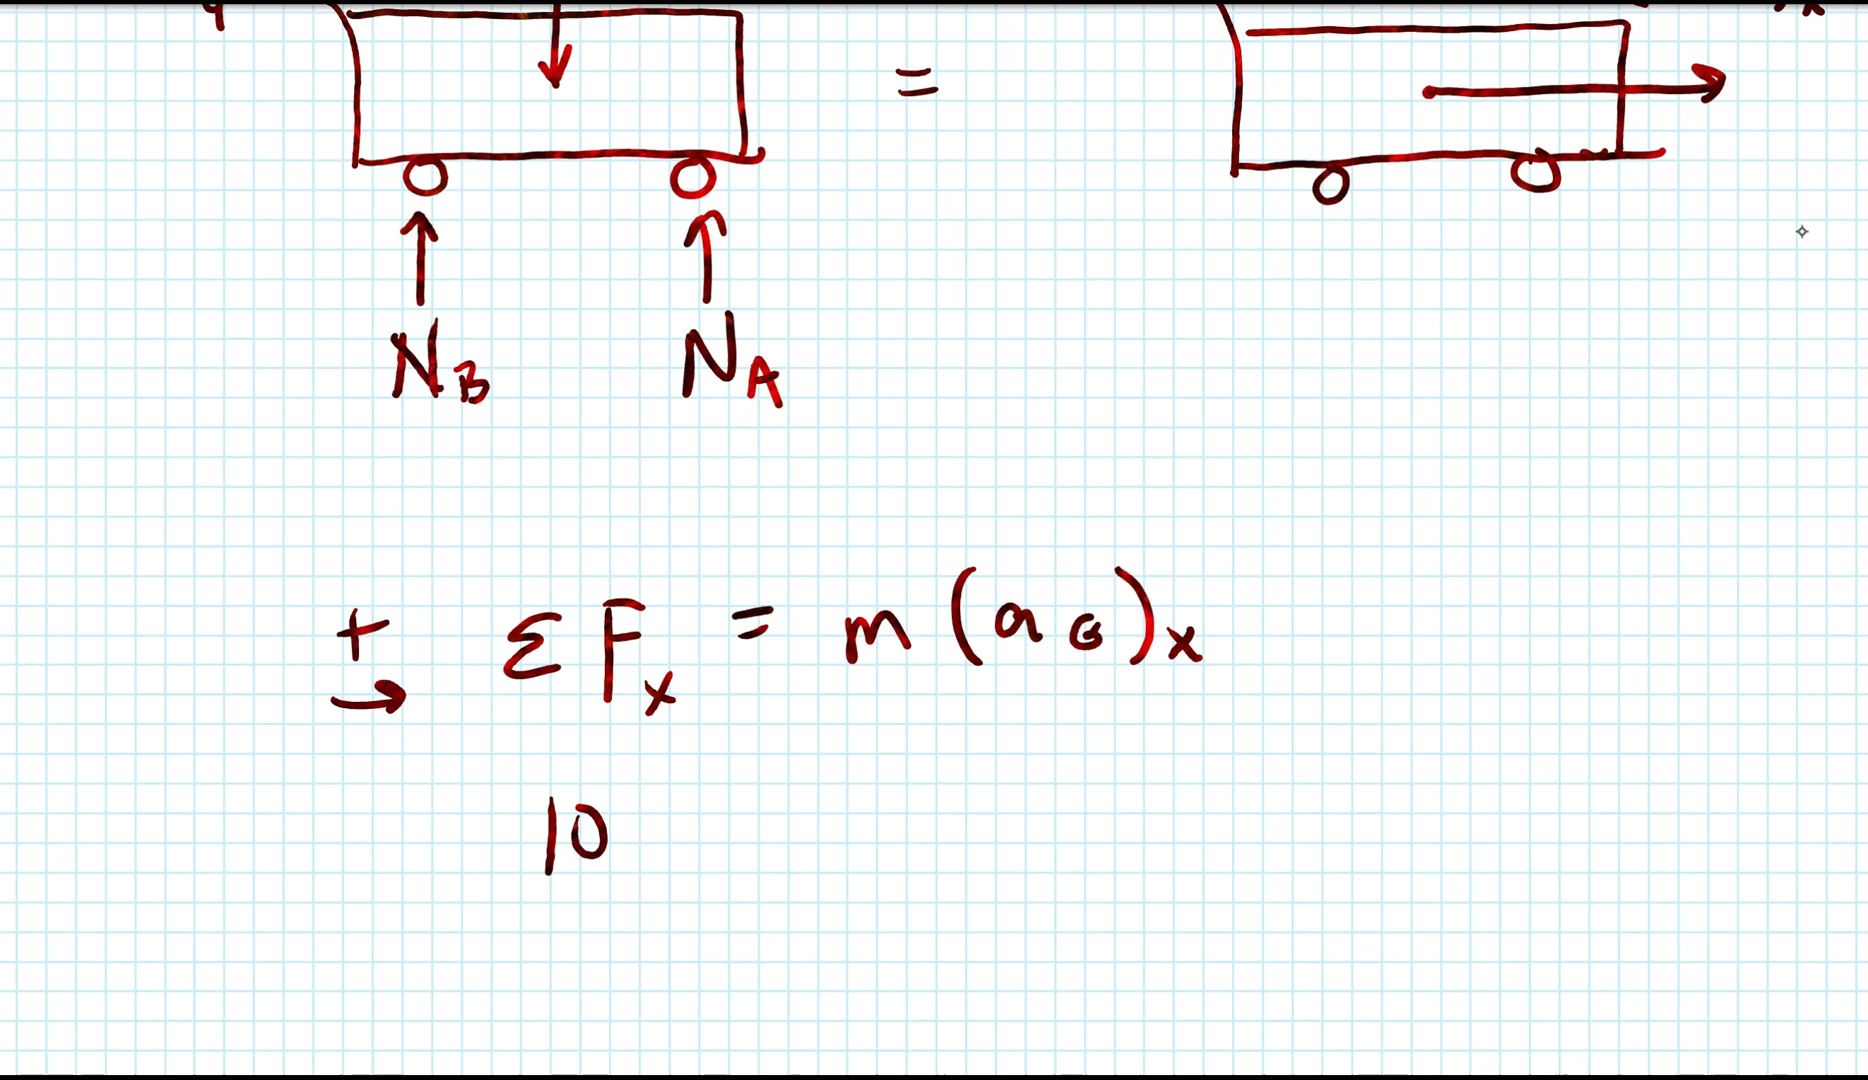 =
N_B N_A
+→ ΣF_x = m(a_G)_x
10